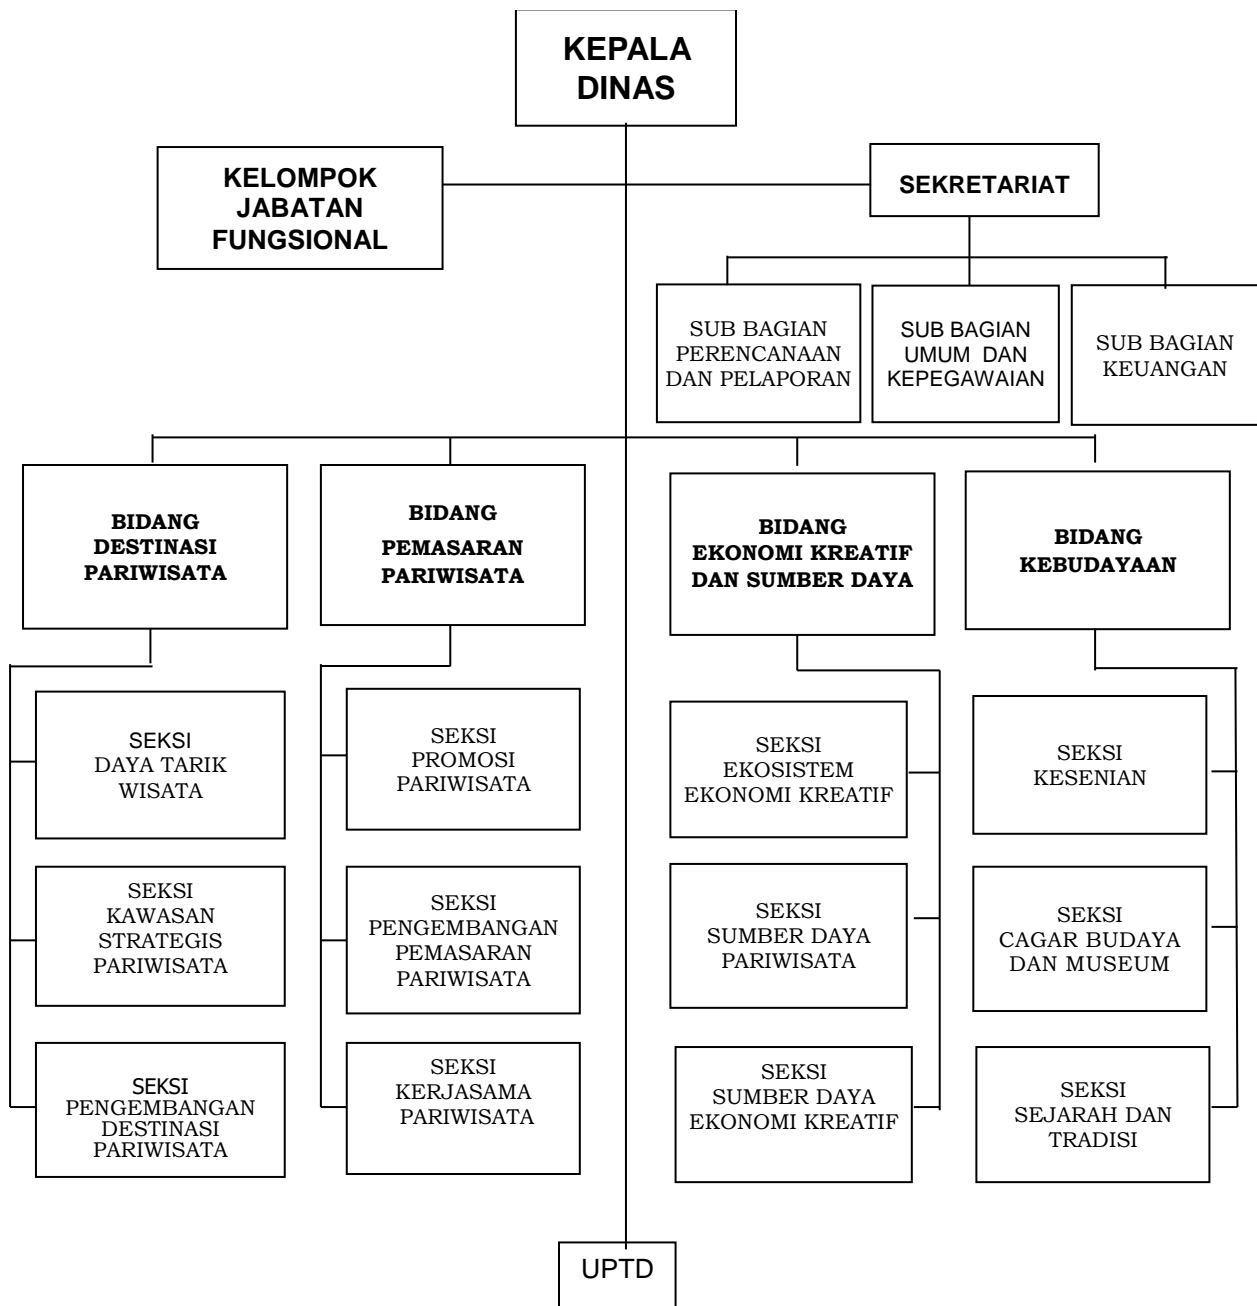 KEPALA
DINAS
KELOMPOK
JABATAN
FUNGSIONAL
SEKRETARIAT
SUB BAGIAN
PERENCANAAN
DAN PELAPORAN
SUB BAGIAN
UMUM DAN
KEPEGAWAIAN
SUB BAGIAN
KEUANGAN
BIDANG
DESTINASI
PARIWISATA
BIDANG
PEMASARAN
PARIWISATA
BIDANG
EKONOMI KREATIF
DAN SUMBER DAYA
BIDANG
KEBUDAYAAN
SEKSI
DAYA TARIK
WISATA
SEKSI
PROMOSI
PARIWISATA
SEKSI
EKOSISTEM
EKONOMI KREATIF
SEKSI
KESENIAN
SEKSI
KAWASAN
STRATEGIS
PARIWISATA
SEKSI
PENGEMBANGAN
PEMASARAN
PARIWISATA
SEKSI
SUMBER DAYA
PARIWISATA
SEKSI
CAGAR BUDAYA
DAN MUSEUM
SEKSI
PENGEMBANGAN
DESTINASI
PARIWISATA
SEKSI
KERJASAMA
PARIWISATA
SEKSI
SUMBER DAYA
EKONOMI KREATIF
SEKSI
SEJARAH DAN
TRADISI
UPTD